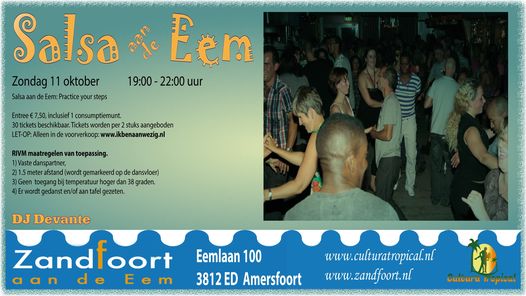 Salsa aan de Eem
Zondag 11 oktober 19:00 - 22:00 uur
Salsa aan de Eem: Practice your steps
Entree € 7,50, inclusief 1 consumptiemunt.
30 tickets beschikbaar. Tickets worden per 2 stuks aangeboden
LET-OP: Alleen in de voorverkoop: www.ikbenaanwezig.nl
RIVM maatregelen van toepassing.
1) Vaste danspartner,
2) 1.5 meter afstand (wordt gemarkeerd op de dansvloer)
3) Geen toegang bij temperatuur hoger dan 38 graden.
4) Er wordt gedanst en/of aan tafel gezeten.
DJ Devante
Zandfoort
aan de Eem
Eemlaan 100
3812 ED Amersfoort
www.culturatropical.nl
www.zandfoort.nl
Cultura Tropical